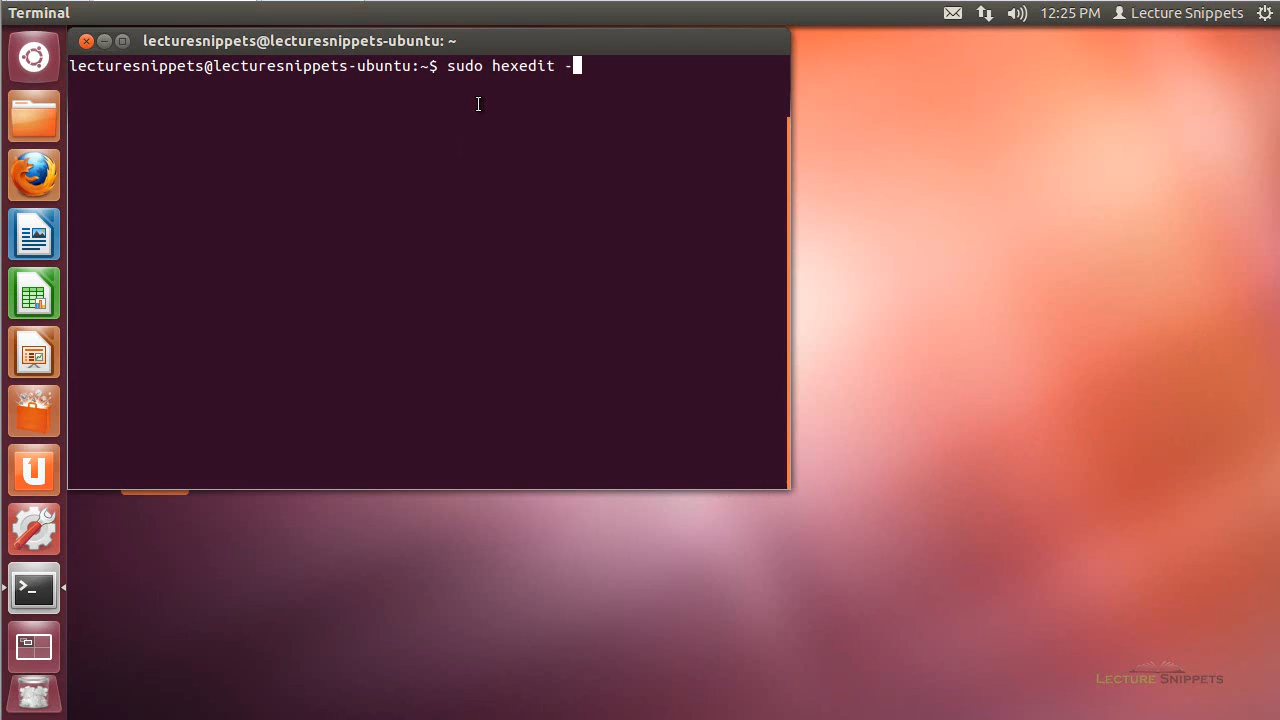 Terminal
12:25 PM Lecture Snippets
lecturesnippets@lecturesnippets-ubuntu: ~
lecturesnippets@lecturesnippets-ubuntu:~$ sudo hexedit -
>_
LECTURE SNIPPETS